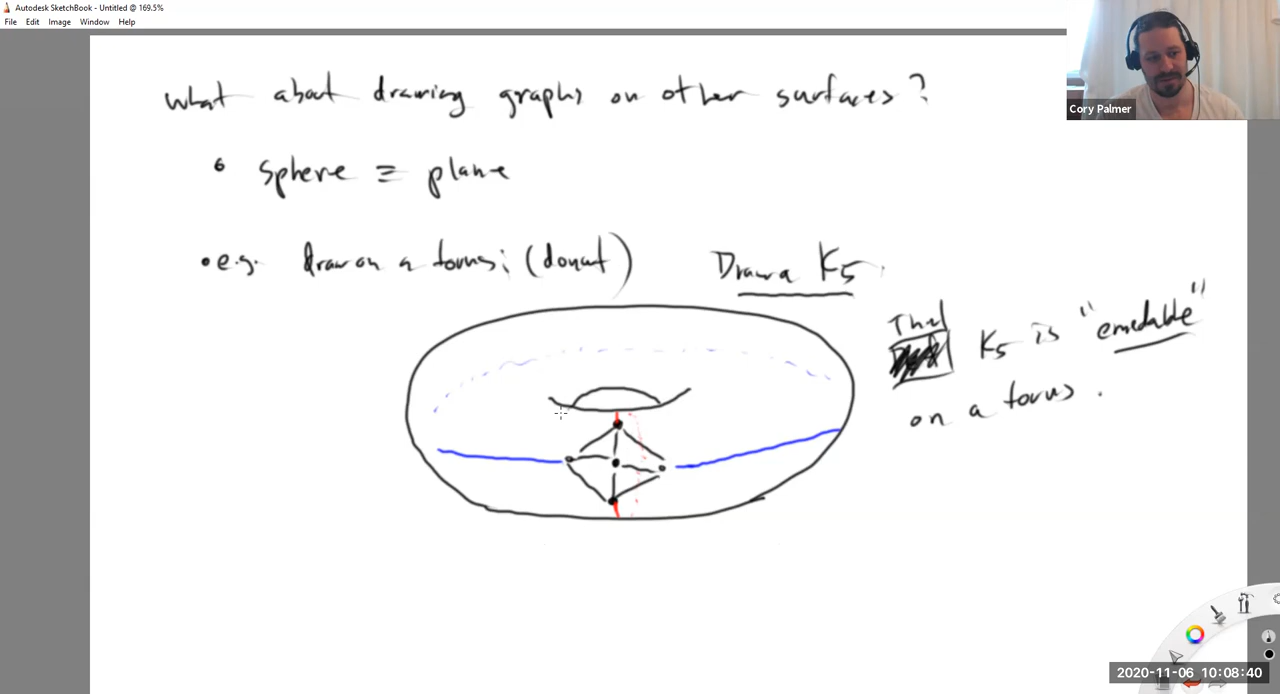 Autodesk SketchBook - Untitled @ 169.5%
File Edit Image Window Help
What about drawing graphs on other surfaces?
Cory Palmer
• sphere ≡ plane
• e.g. draw on a torus; (donut) Draw a K5.
That K5 is "emedable"
on a torus.
2020-11-06 10:08:40